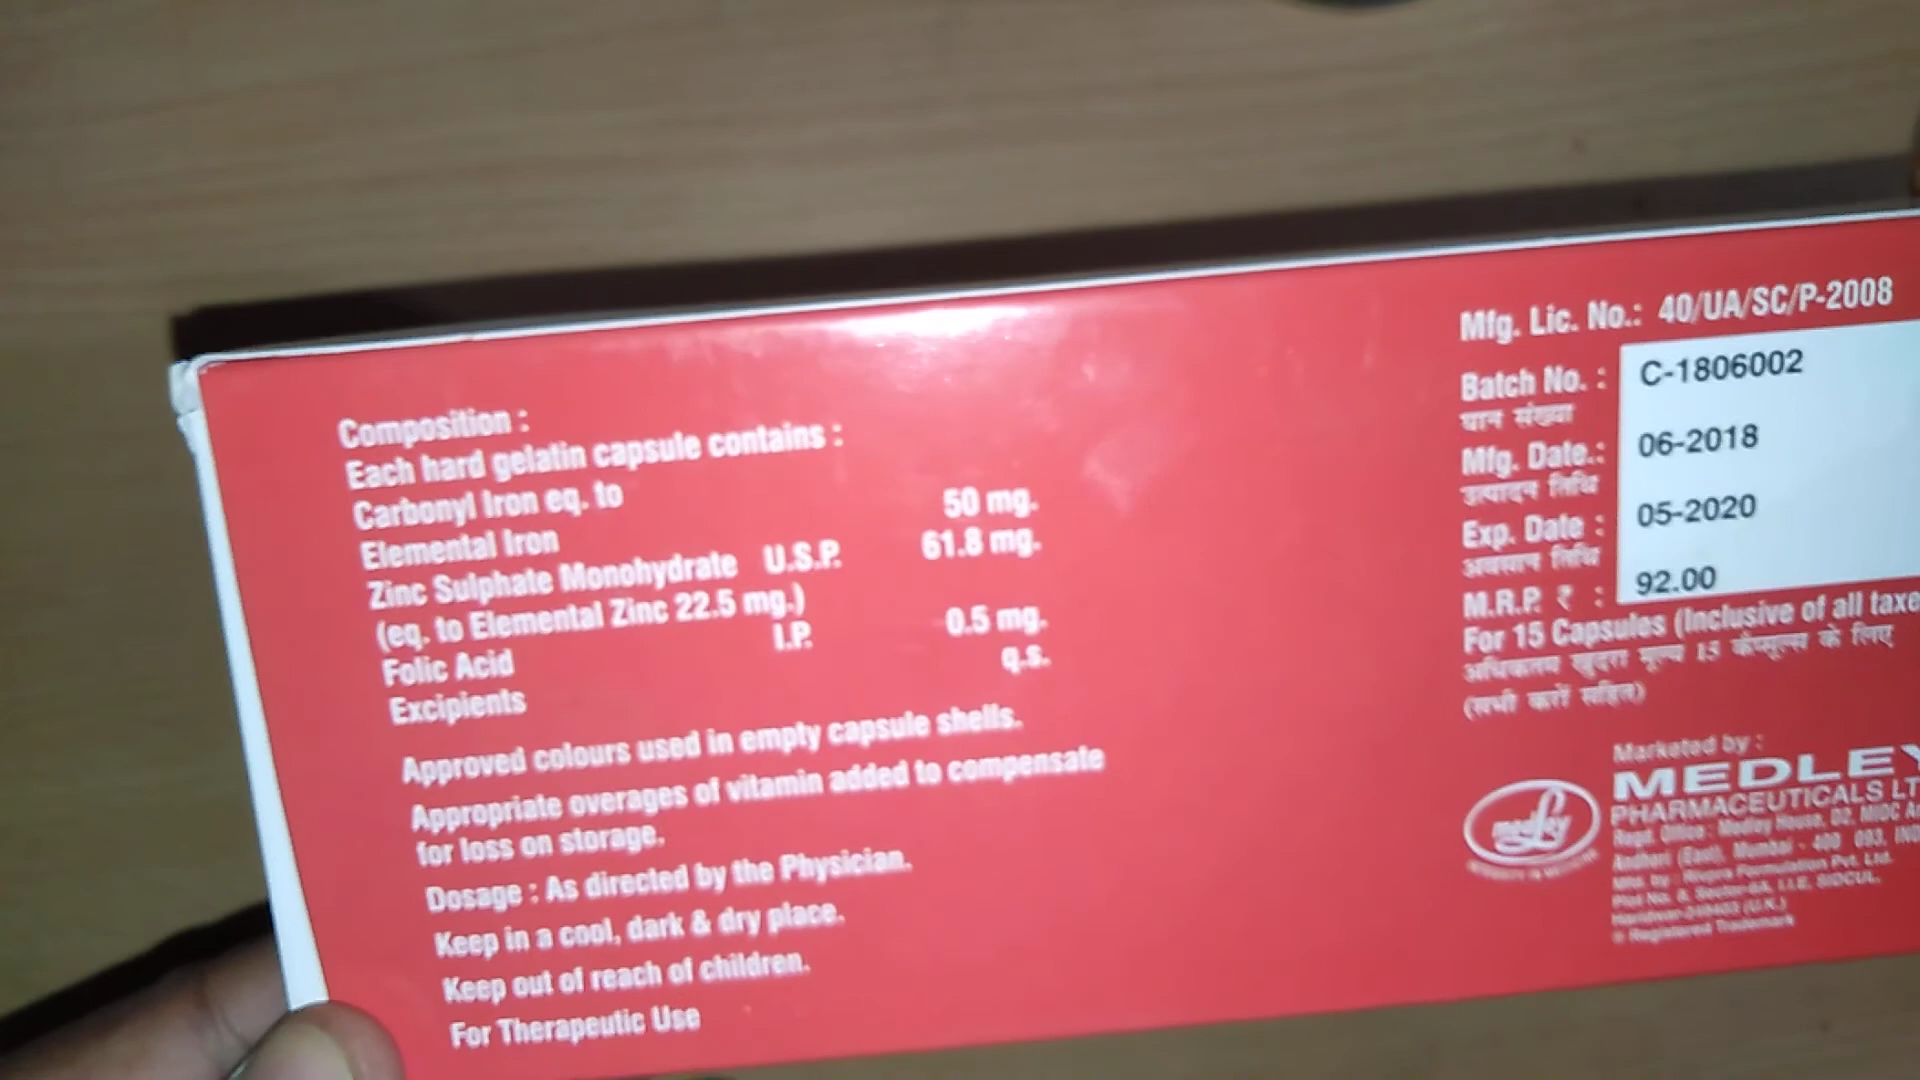 Composition :
Each hard gelatin capsule contains :
Carbonyl Iron eq. to
Elemental Iron 50 mg.
Zinc Sulphate Monohydrate U.S.P. 61.8 mg.
(eq. to Elemental Zinc 22.5 mg.)
Folic Acid I.P. 0.5 mg.
Excipients q.s.
Approved colours used in empty capsule shells.
Appropriate overages of vitamin added to compensate
for loss on storage.
Dosage : As directed by the Physician.
Keep in a cool, dark & dry place.
Keep out of reach of children.
For Therapeutic Use
Mfg. Lic. No.: 40/UA/SC/P-2008
Batch No. : C-1806002
घान संख्या
Mfg. Date.: 06-2018
उत्पादन तिथि
Exp. Date : 05-2020
अवसान तिथि
M.R.P. ₹ : 92.00
For 15 Capsules (Inclusive of all taxe
अधिकतम खुदरा मूल्य 15 कैप्सूल्स के लिए
(सभी करों सहित)
Marketed by :
medley
MEDLEY
PHARMACEUTICALS LT
Regd. Office : Medley House, D2, MIDC
Andheri (East), Mumbai - 400 093, IND
Mfd. by : Formulation Pvt. Ltd.
Plot No. 8, Sector-6A, I.I.E. SIDCUL,
Haridwar-249403 (U.K.)
® Registered Trademark